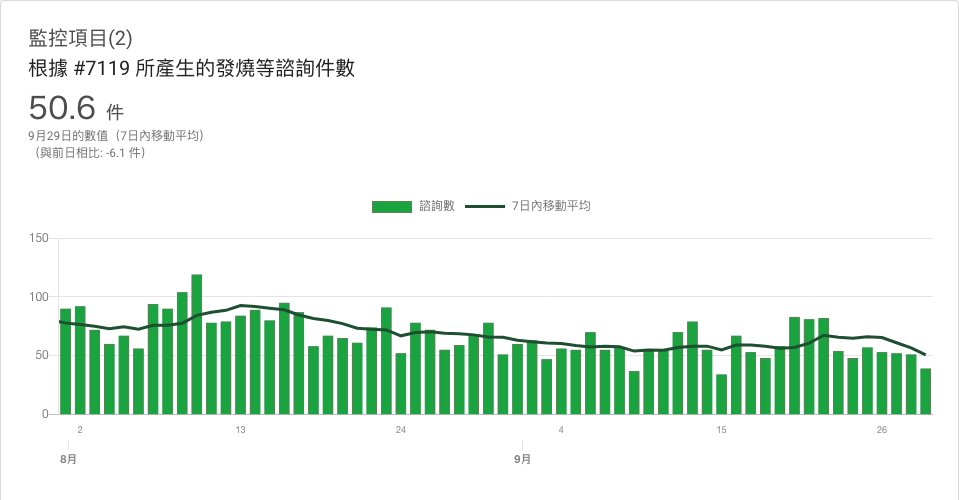 監控項目(2)
根據 #7119 所產生的發燒等諮詢件數
50.6 件
9月29日的數值（7日內移動平均）
（與前日相比: -6.1 件）
諮詢數 7日內移動平均
150
100
50
0
2 13 24 4 15 26
8月 9月